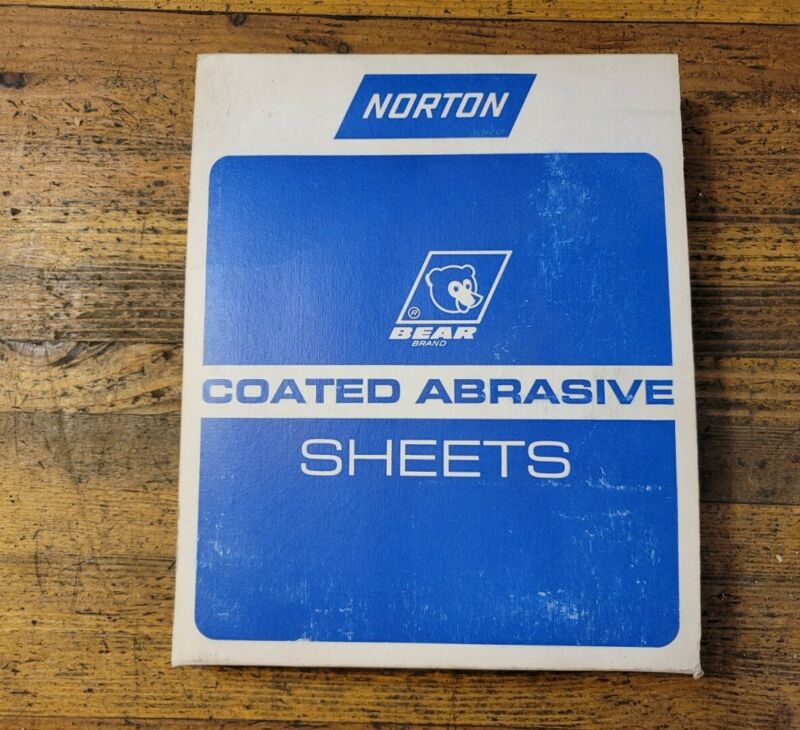 NORTON
®
BEAR
BRAND
COATED ABRASIVE
SHEETS